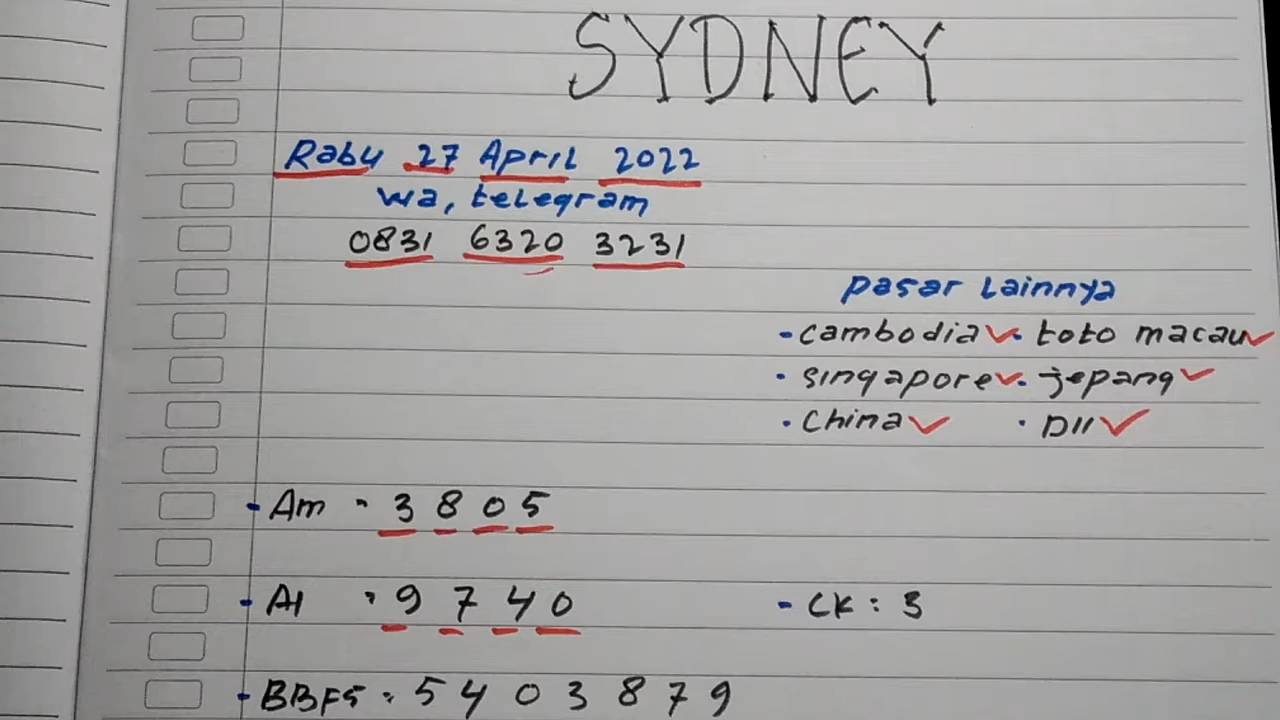 SYDNEY
Rabu 27 April 2022
wa, telegram
0831 6320 3231
pasar Lainnya
• cambodia ✓ • toto macau ✓
• singapore ✓ • jepang ✓
• China ✓ • Dll ✓
- Am : 3805
- AI : 9740
- CK : 3
- BBFS : 5403879